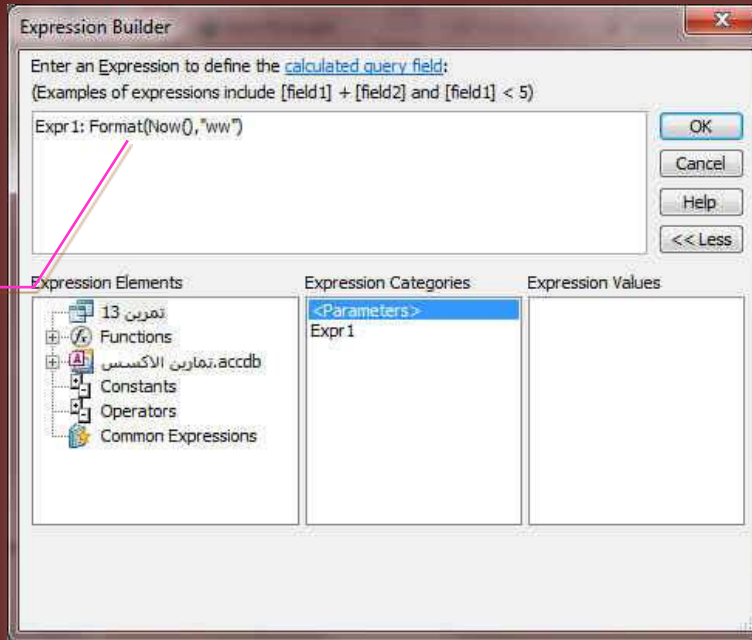 Expression Builder
Enter an Expression to define the calculated query field:
(Examples of expressions include [field1] + [field2] and [field1] < 5)
Expr1: Format(Now(),"ww")
OK
Cancel
Help
<< Less
Expression Elements
تمرين 13
Functions
تمارين الاكسس.accdb
Constants
Operators
Common Expressions
Expression Categories
<Parameters>
Expr1
Expression Values